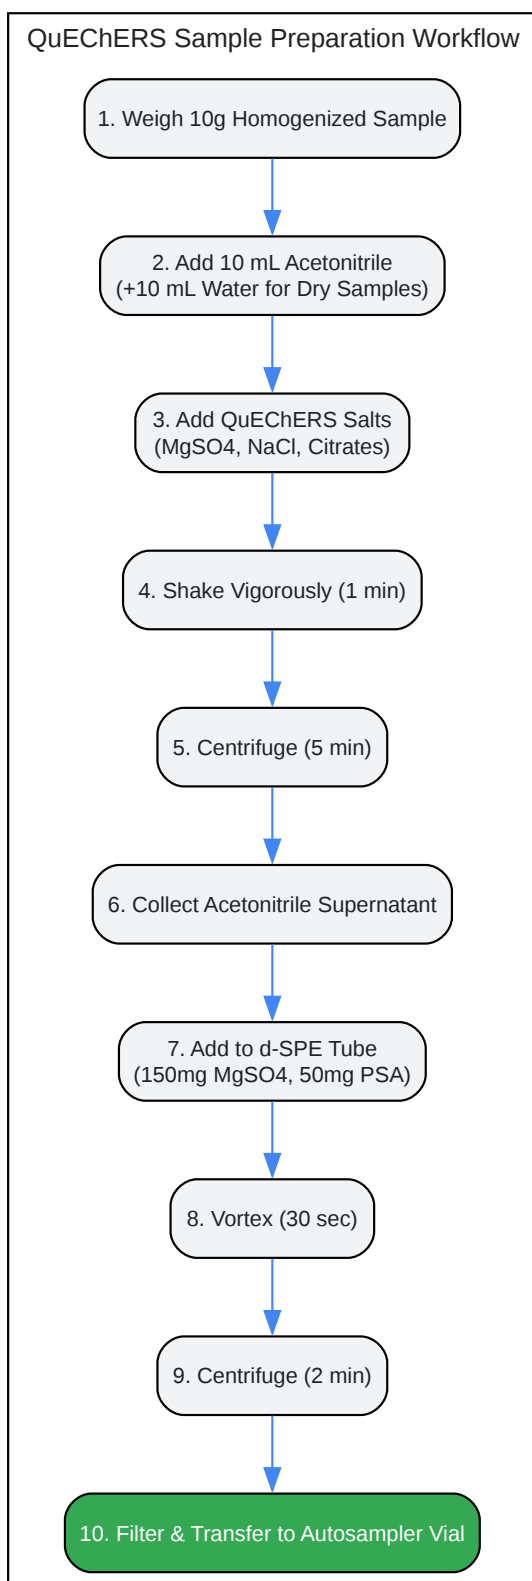 QuEChERS Sample Preparation Workflow
1. Weigh 10g Homogenized Sample
2. Add 10 mL Acetonitrile
(+10 mL Water for Dry Samples)
3. Add QuEChERS Salts
(MgSO4, NaCl, Citrates)
4. Shake Vigorously (1 min)
5. Centrifuge (5 min)
6. Collect Acetonitrile Supernatant
7. Add to d-SPE Tube
(150mg MgSO4, 50mg PSA)
8. Vortex (30 sec)
9. Centrifuge (2 min)
10. Filter & Transfer to Autosampler Vial